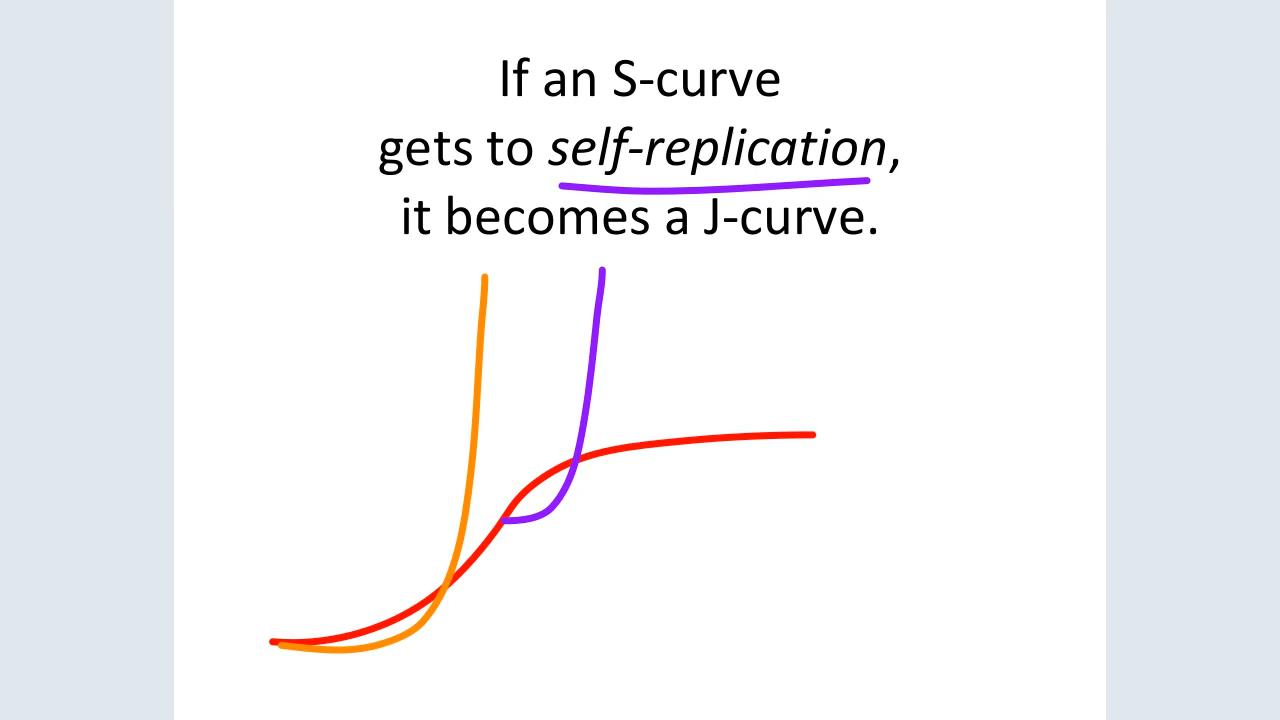 If an S-curve
gets to self-replication,
it becomes a J-curve.